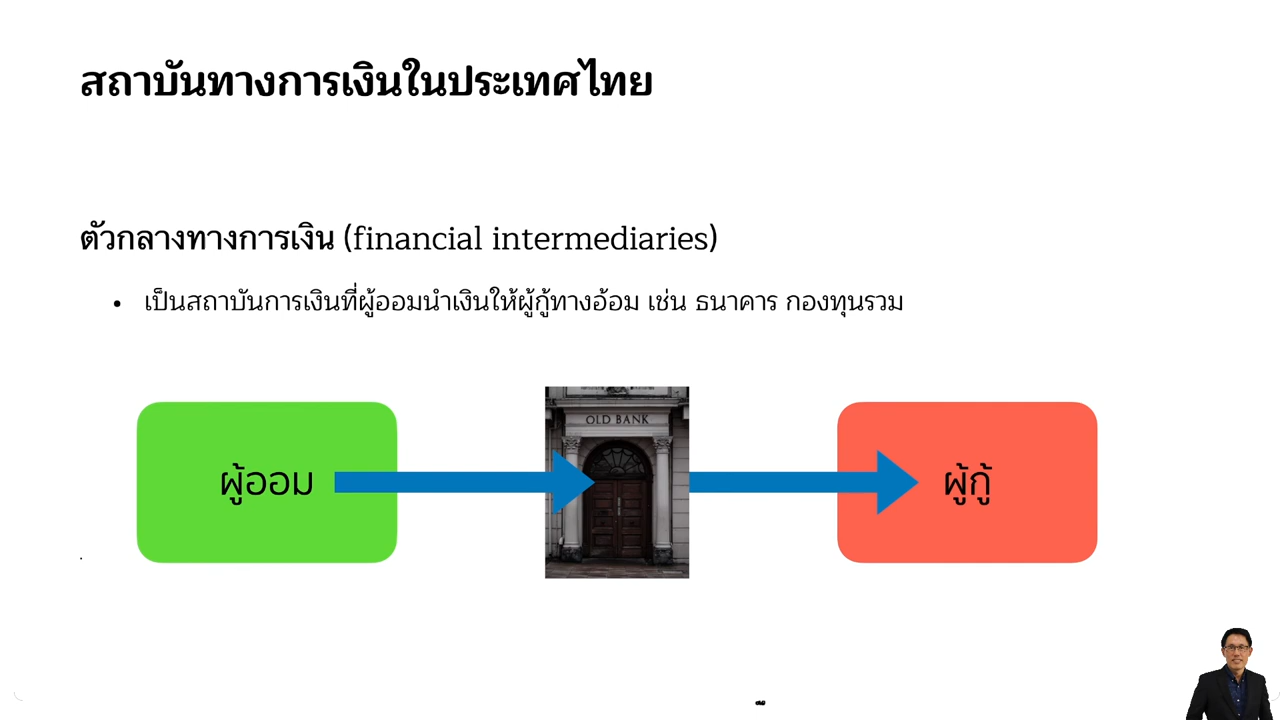 สถาบันทางการเงินในประเทศไทย
ตัวกลางทางการเงิน (financial intermediaries)
• เป็นสถาบันการเงินที่ผู้ออมนำเงินให้ผู้กู้ทางอ้อม เช่น ธนาคาร กองทุนรวม
OLD BANK
ผู้ออม
ผู้กู้